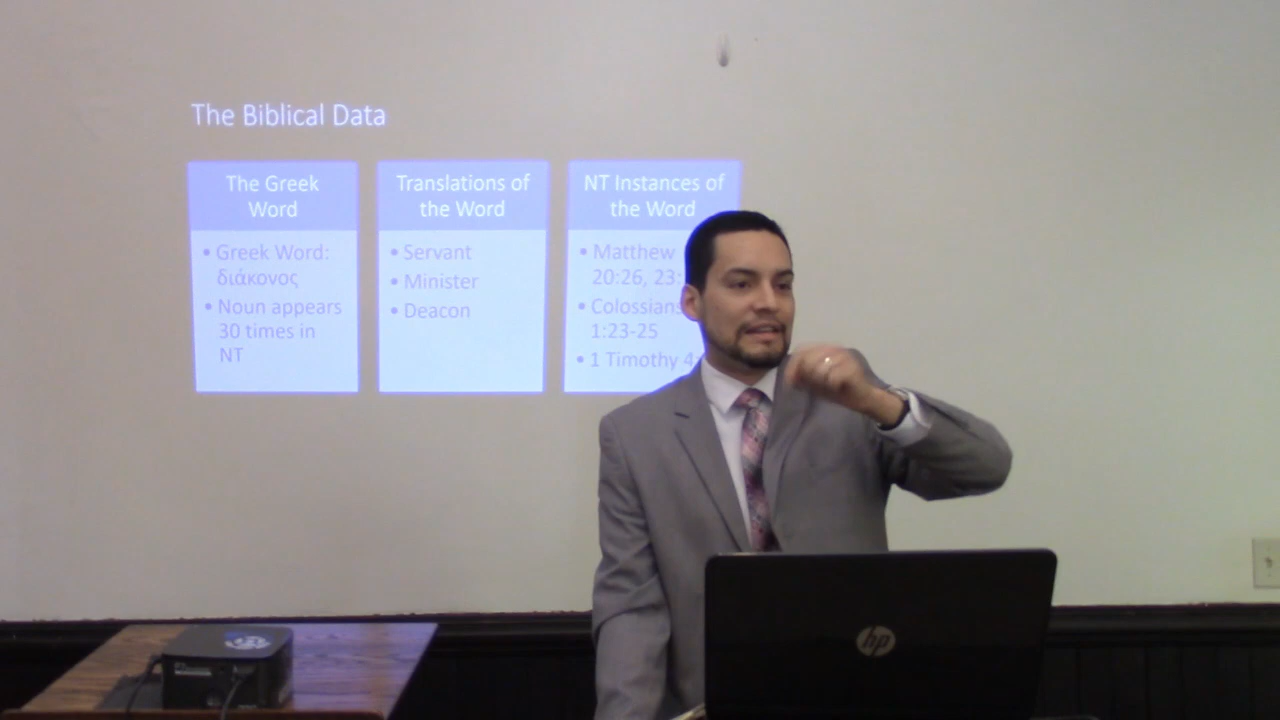 The Biblical Data
The Greek
Word
• Greek Word:
διάκονος
• Noun appears
30 times in
NT
Translations of
the Word
• Servant
• Minister
• Deacon
NT Instances of
the Word
• Matthew
20:26, 23:
• Colossians
1:23-25
• 1 Timothy 4:
hp